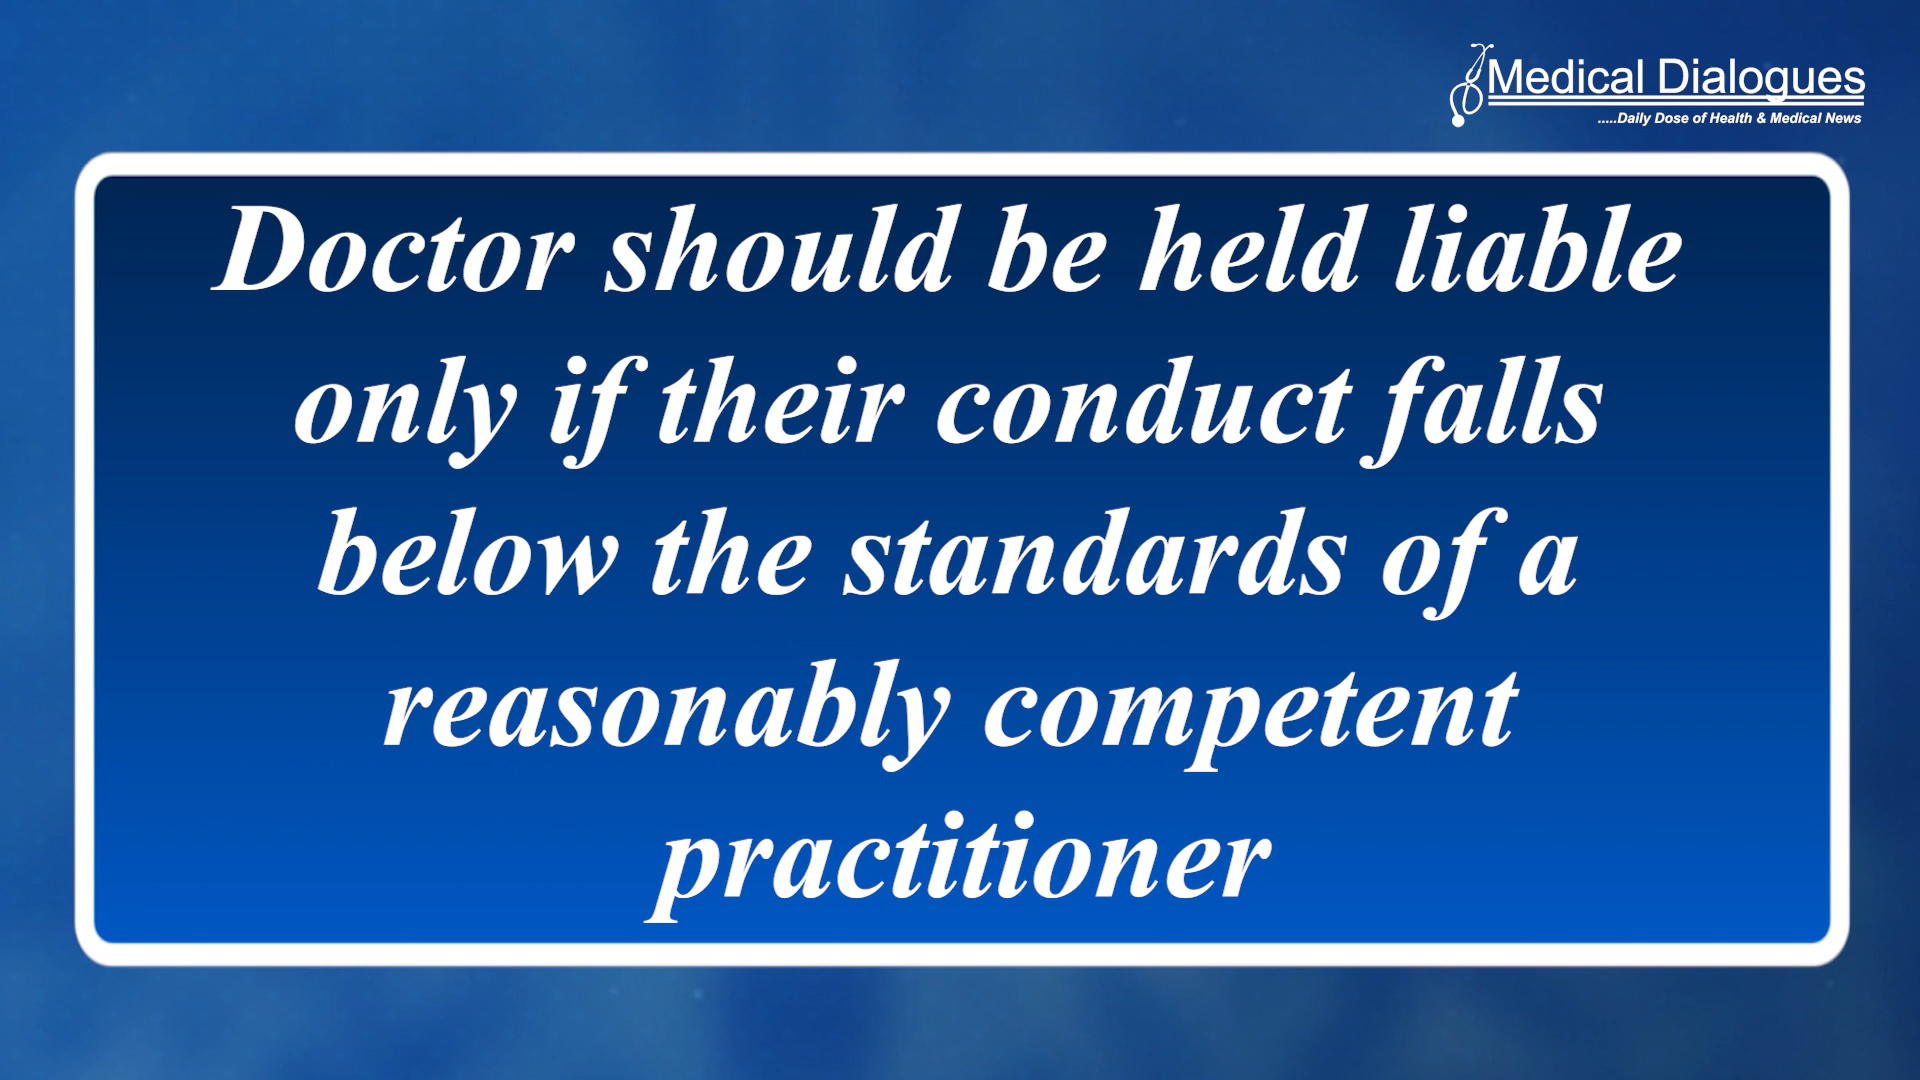 Medical Dialogues
.....Daily Dose of Health & Medical News
Doctor should be held liable
only if their conduct falls
below the standards of a
reasonably competent
practitioner